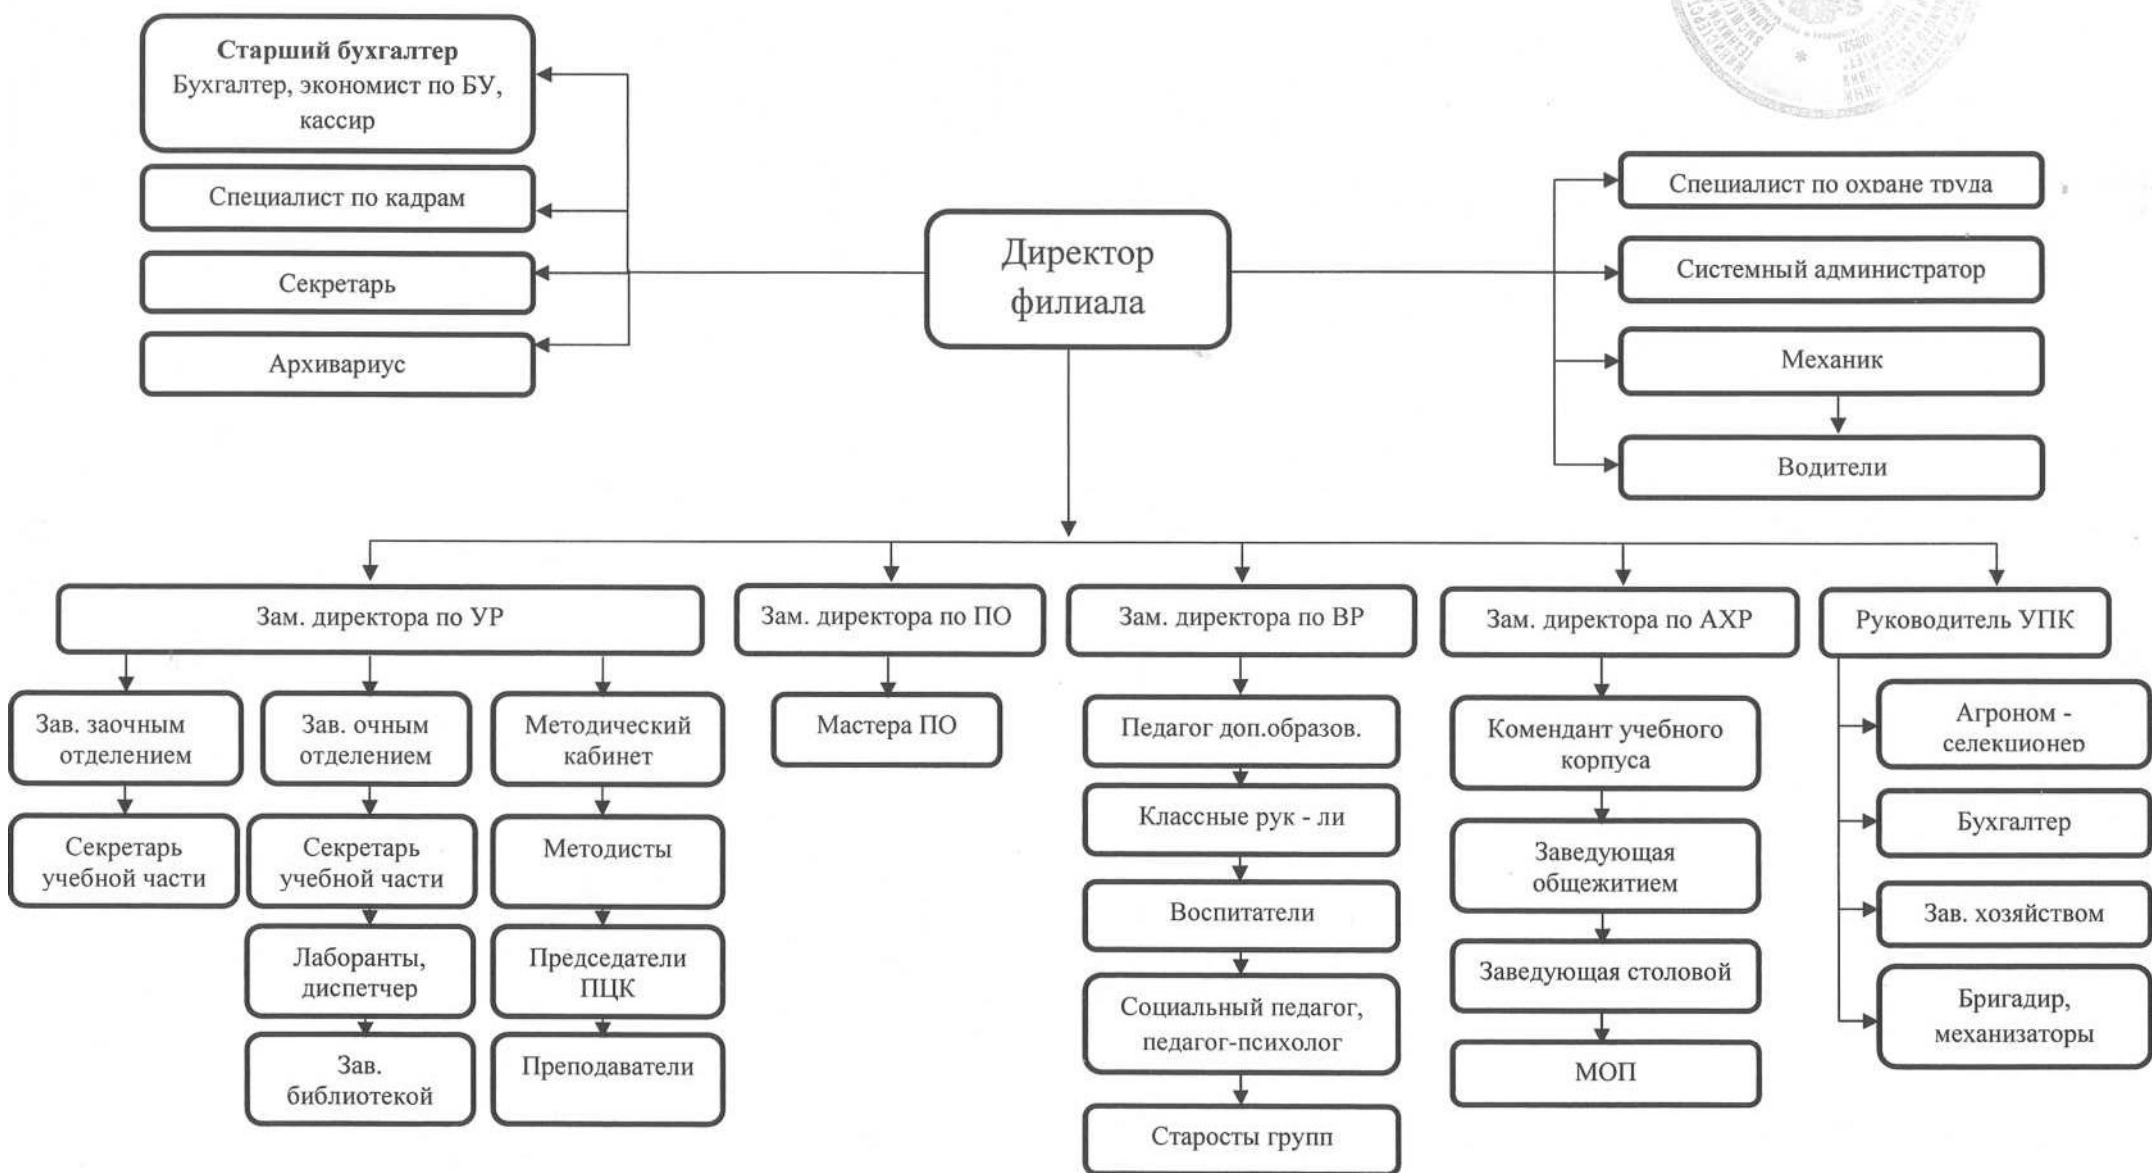 Старший бухгалтер
Бухгалтер, экономист по БУ,
кассир
Специалист по кадрам
Секретарь
Архивариус
Директор
филиала
Специалист по охране труда
Системный администратор
Механик
Водители
Зам. директора по УР
Зам. директора по ПО
Зам. директора по ВР
Зам. директора по АХР
Руководитель УПК
Зав. заочным
отделением
Секретарь
учебной части
Зав. очным
отделением
Секретарь
учебной части
Лаборанты,
диспетчер
Зав.
библиотекой
Методический
кабинет
Методисты
Председатели
ПЦК
Преподаватели
Мастера ПО
Педагог доп.образов.
Классные рук - ли
Воспитатели
Социальный педагог,
педагог-психолог
Старосты групп
Комендант учебного
корпуса
Заведующая
общежитием
Заведующая столовой
МОП
Агроном -
селекционер
Бухгалтер
Зав. хозяйством
Бригадир,
механизаторы